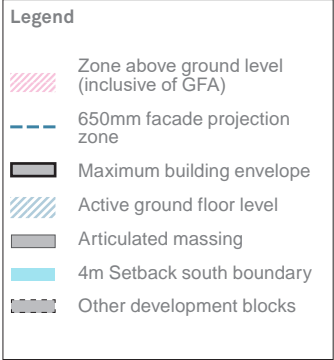 Legend
Zone above ground level
(inclusive of GFA)
650mm facade projection
zone
Maximum building envelope
Active ground floor level
Articulated massing
4m Setback south boundary
Other development blocks